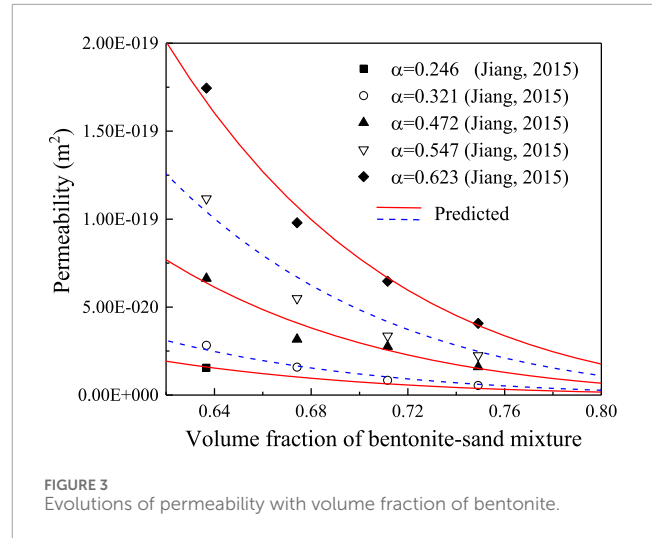 2.00E-019
1.50E-019
1.00E-019
5.00E-020
0.00E+000
Permeability (m²)
α=0.246 (Jiang, 2015)
α=0.321 (Jiang, 2015)
α=0.472 (Jiang, 2015)
α=0.547 (Jiang, 2015)
α=0.623 (Jiang, 2015)
Predicted
0.64 0.68 0.72 0.76 0.80
Volume fraction of bentonite-sand mixture
FIGURE 3
Evolutions of permeability with volume fraction of bentonite.